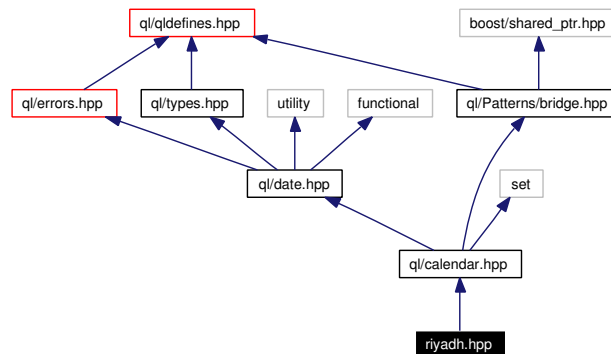 ql/qldefines.hpp
boost/shared_ptr.hpp
ql/errors.hpp
ql/types.hpp
utility
functional
ql/Patterns/bridge.hpp
ql/date.hpp
set
ql/calendar.hpp
riyadh.hpp